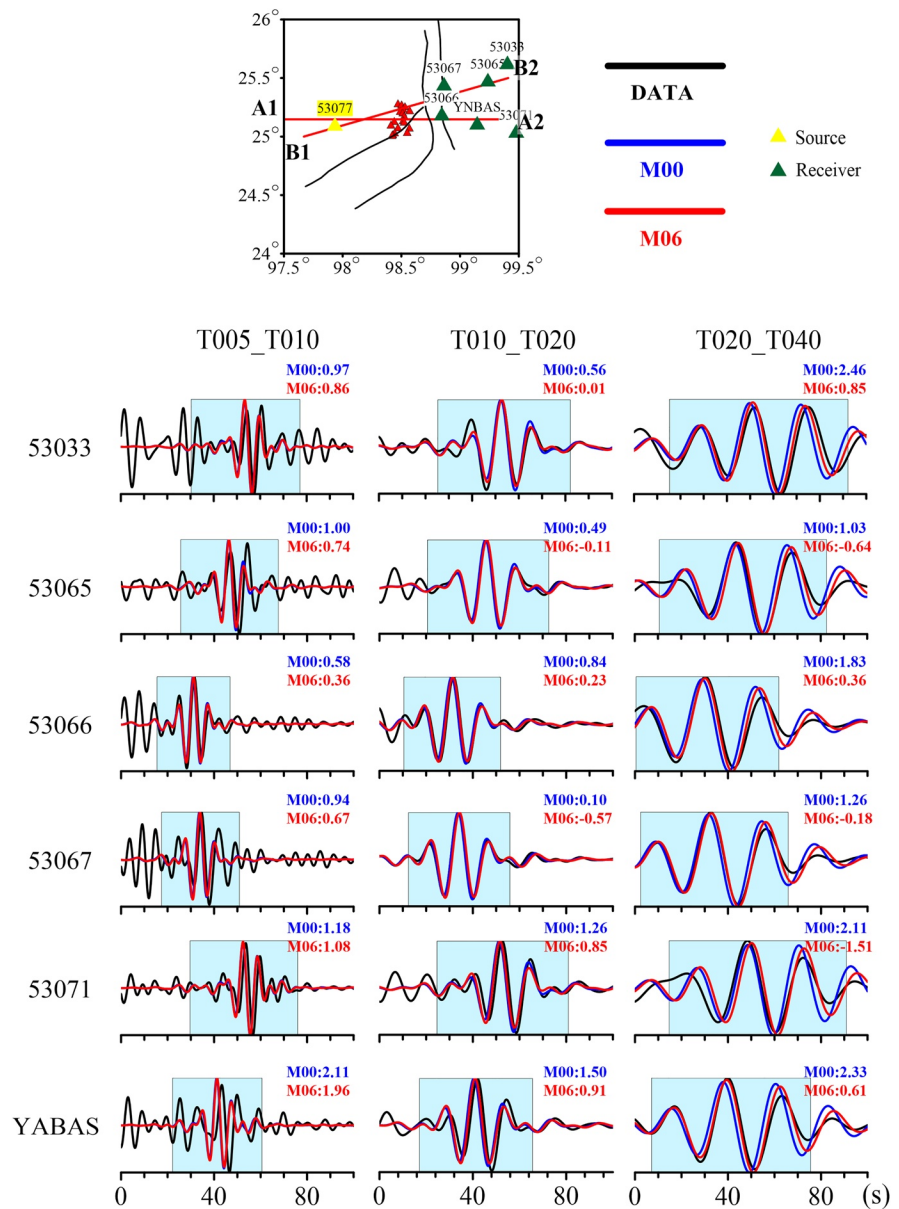 26°
25.5°
25°
24.5°
24°
97.5°
98°
98.5°
99°
99.5°
53033
53065
B2
53067
53066
YNBAS
53071
A1
53077
A2
B1
DATA
M00
M06
Source
Receiver
T005_T010
T010_T020
T020_T040
53033
M00:0.97
M06:0.86
M00:0.56
M06:0.01
M00:2.46
M06:0.85
53065
M00:1.00
M06:0.74
M00:0.49
M06:-0.11
M00:1.03
M06:-0.64
53066
M00:0.58
M06:0.36
M00:0.84
M06:0.23
M00:1.83
M06:0.36
53067
M00:0.94
M06:0.67
M00:0.10
M06:-0.57
M00:1.26
M06:-0.18
53071
M00:1.18
M06:1.08
M00:1.26
M06:0.85
M00:2.11
M06:-1.51
YABAS
M00:2.11
M06:1.96
M00:1.50
M06:0.91
M00:2.33
M06:0.61
0 40 80
0 40 80
0 40 80 (s)